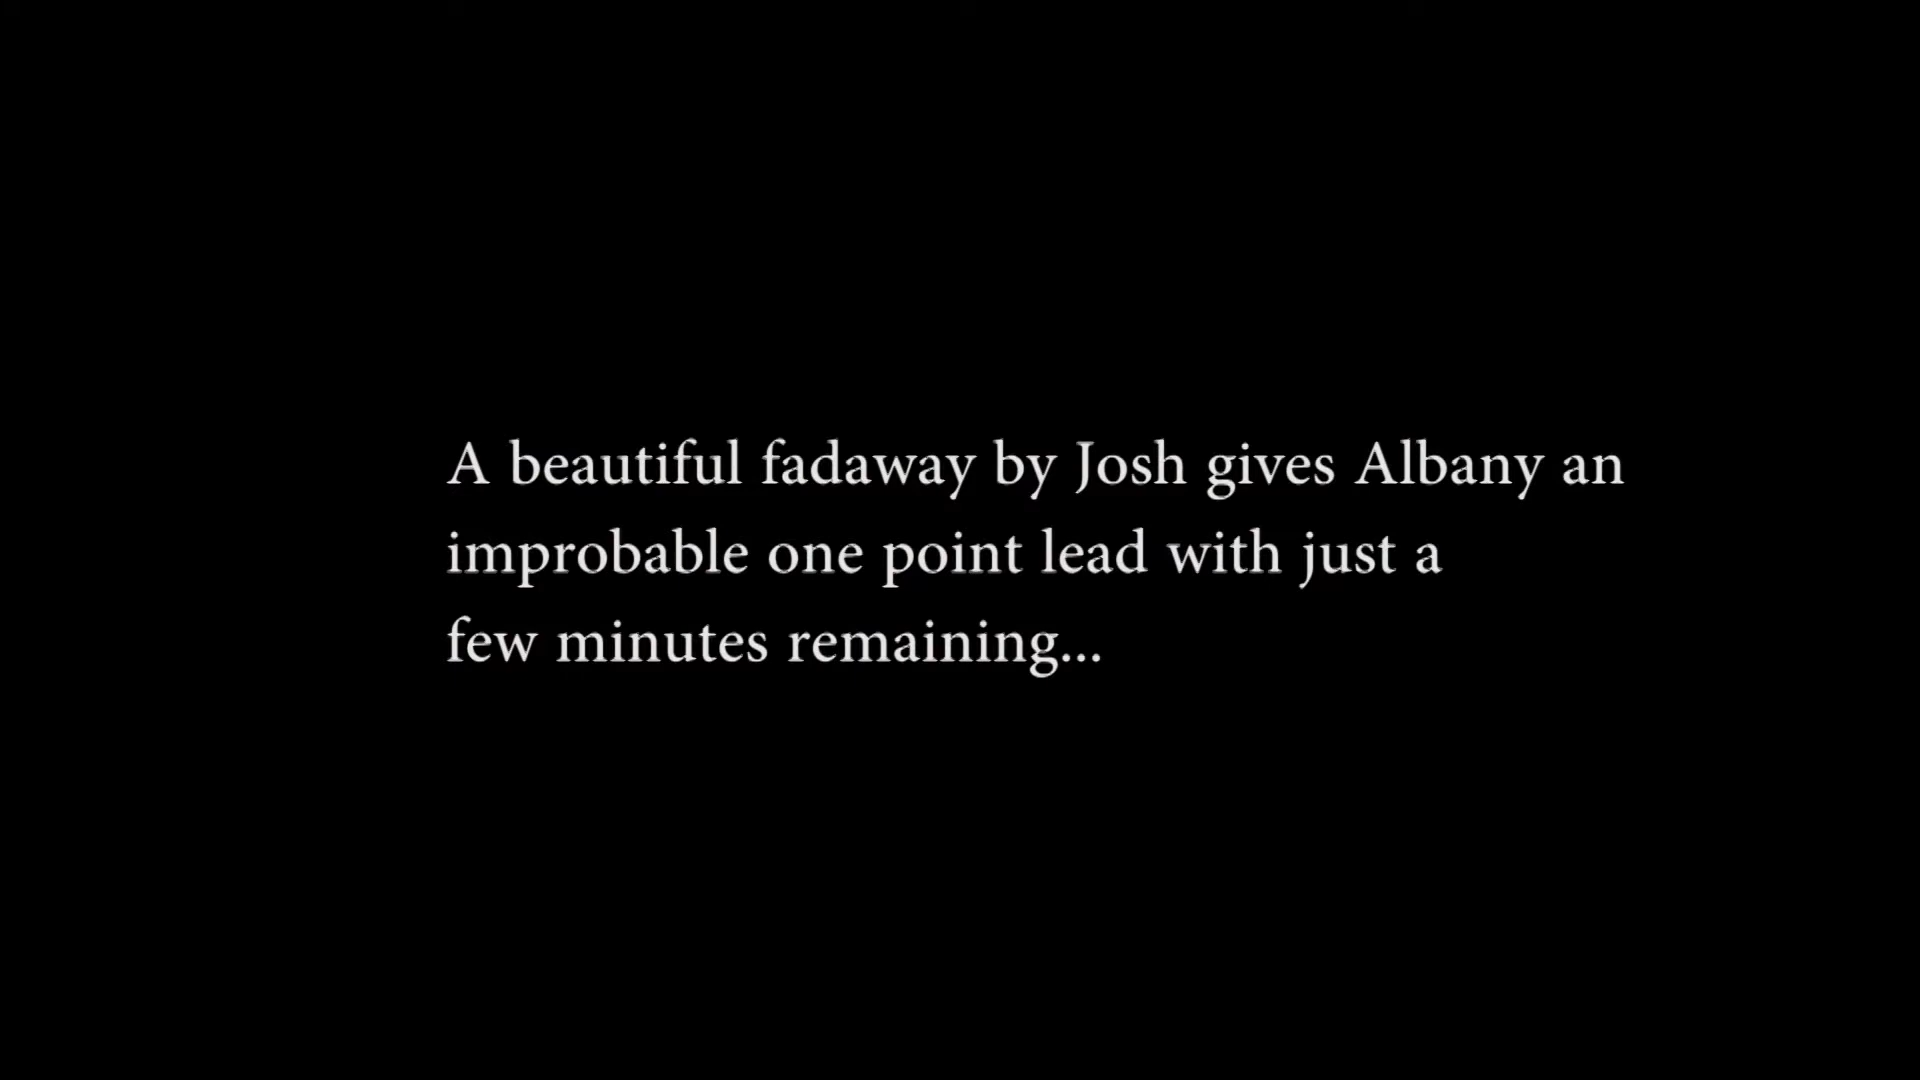 A beautiful fadaway by Josh gives Albany an
improbable one point lead with just a
few minutes remaining...